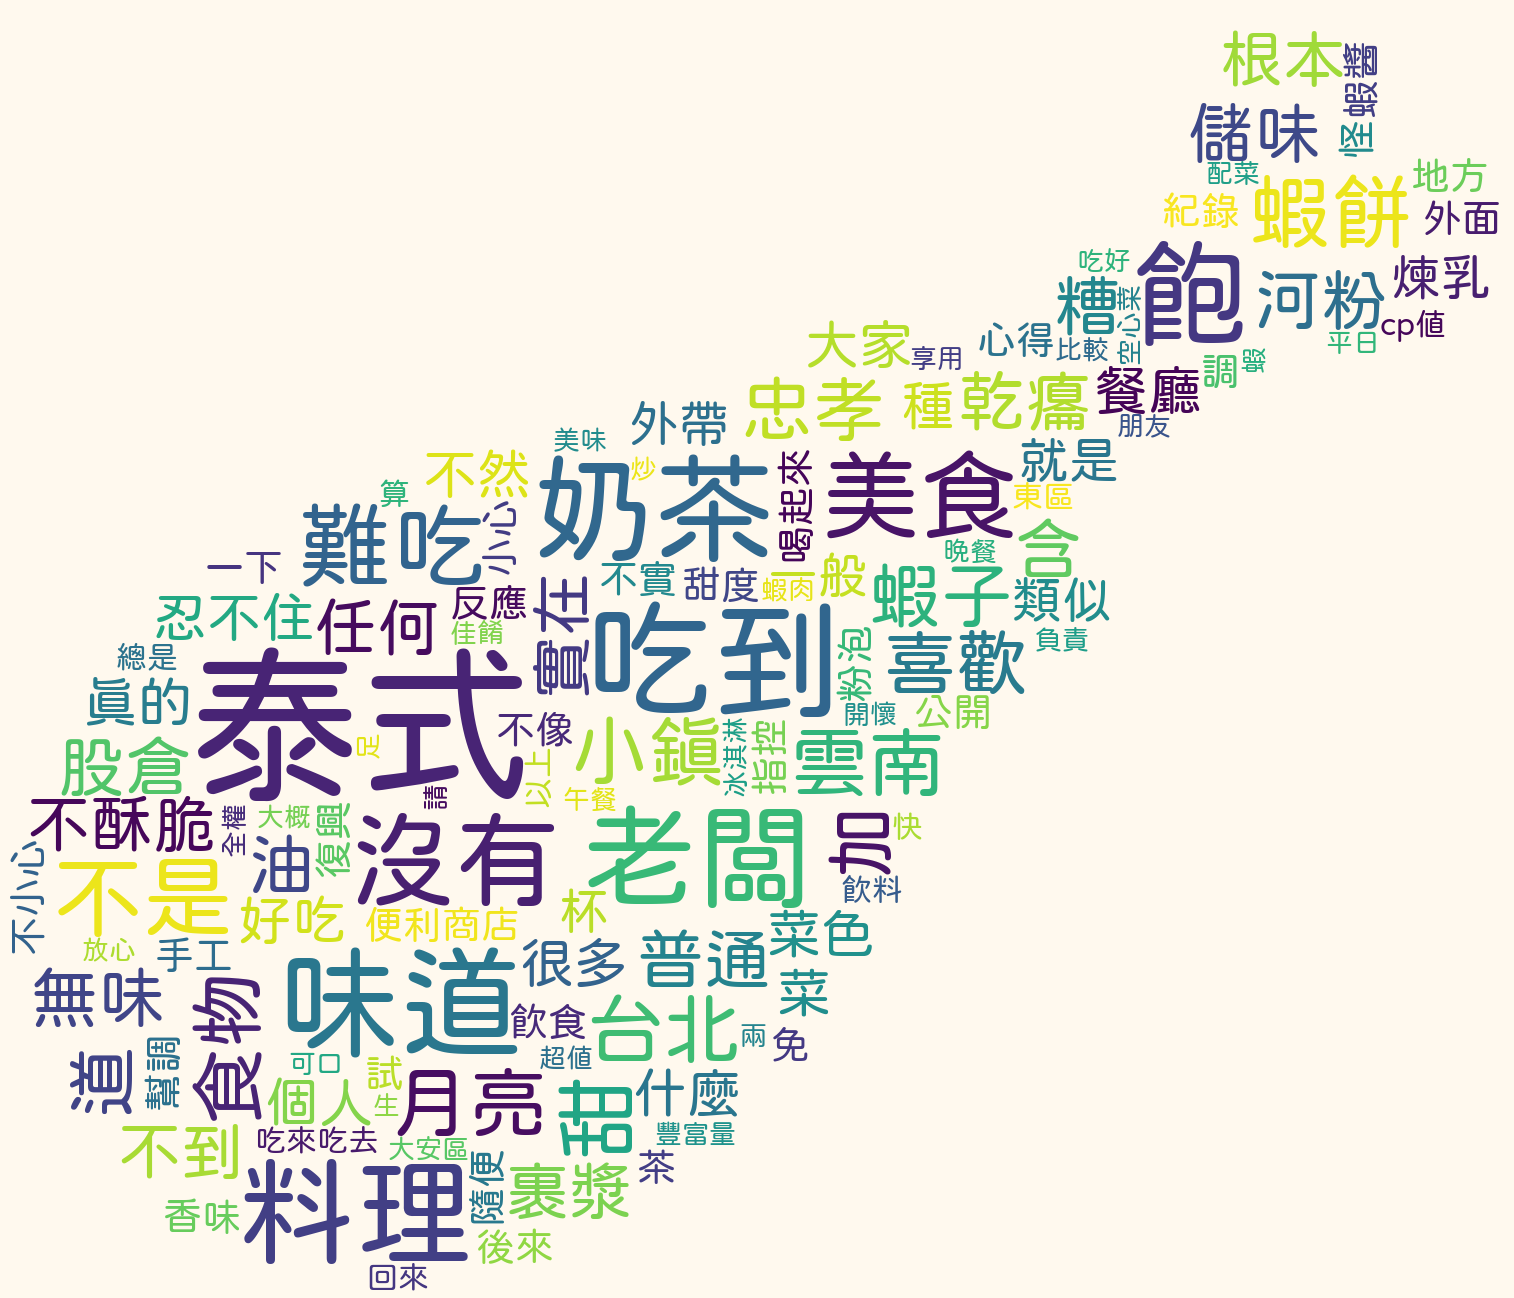 根本
蝦醬
儲味
怪
配菜
地方
蝦餅
紀錄
外面
吃好
飽
煉乳
河粉
糟
空心菜
cp值
大家
心得
平日
享用
比較
調
餐廳
忠孝
種
乾癟
外帶
朋友
美味
就是
不然
炒
奶茶
喝起來
美食
東區
算
難吃
小心
含
晚餐
一下
不實
甜度
一般
蝦肉
蝦子
類似
反應
實在
忍不住
任何
佳餚
吃到
粉泡
喜歡
負責
總是
泰式
真的
不像
開懷
公開
小鎮
冰淇淋
指控
雲南
足
股倉
以上
請
午餐
不酥脆
全權
大概
復興
老闆
加
快
沒有
油
不小心
不是
飲料
好吃
便利商店
杯
菜色
放心
手工
很多
普通
味道
無味
菜
食物
飲食
台北
兩
免
道
幫調
可口
超值
試
個人
月亮
生
甜
什麼
不到
吃來吃去
大安區
豐富量
茶
料理
隨便
裹漿
香味
後來
回來